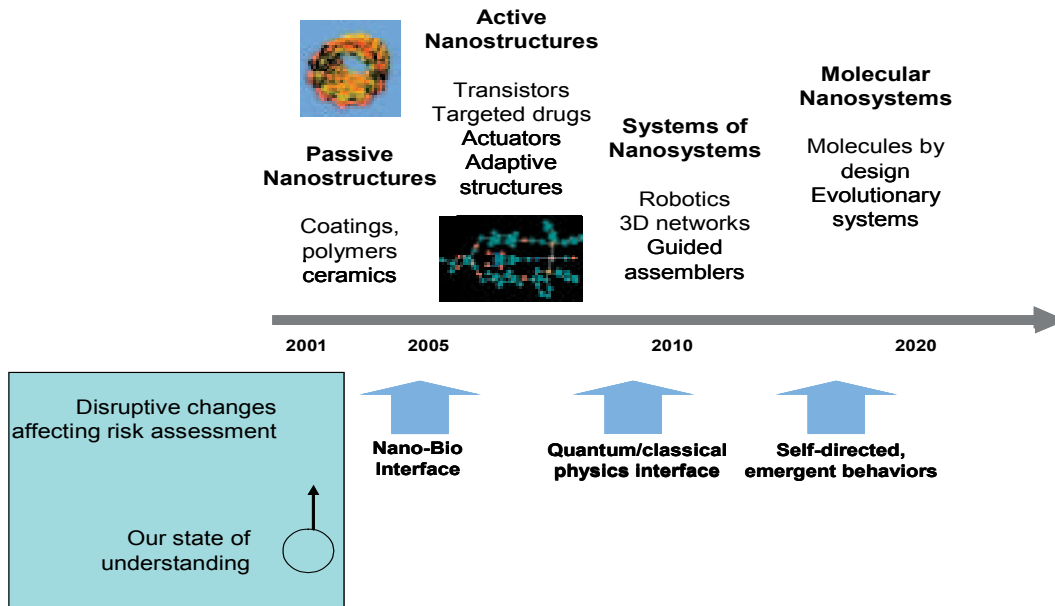 Active
Nanostructures
Transistors
Targeted drugs
Actuators
Adaptive
structures
Passive
Nanostructures
Coatings,
polymers
ceramics
Systems of
Nanosystems
Robotics
3D networks
Guided
assemblers
Molecular
Nanosystems
Molecules by
design
Evolutionary
systems
2001
2005
2010
2020
Disruptive changes
affecting risk assessment
Our state of
understanding
Nano-Bio
Interface
Quantum/classical
physics interface
Self-directed,
emergent behaviors